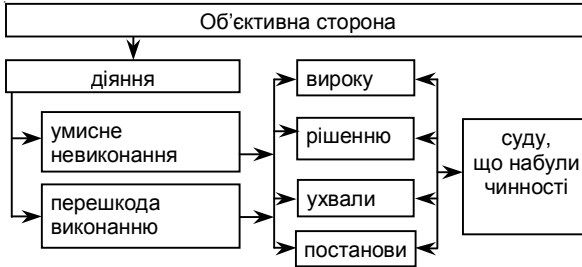 Об’єктивна сторона
діяння
умисне
невиконання
перешкода
виконанню
вироку
рішенню
ухвали
постанови
суду,
що набули
чинності